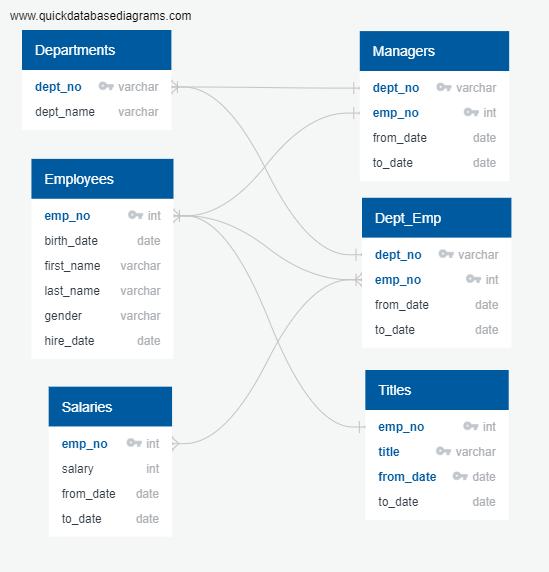 www.quickdatabasediagrams.com
Departments
dept_no varchar
dept_name varchar
Employees
emp_no int
birth_date date
first_name varchar
last_name varchar
gender varchar
hire_date date
Salaries
emp_no int
salary int
from_date date
to_date date
Managers
dept_no varchar
emp_no int
from_date date
to_date date
Dept_Emp
dept_no varchar
emp_no int
from_date date
to_date date
Titles
emp_no int
title varchar
from_date date
to_date date